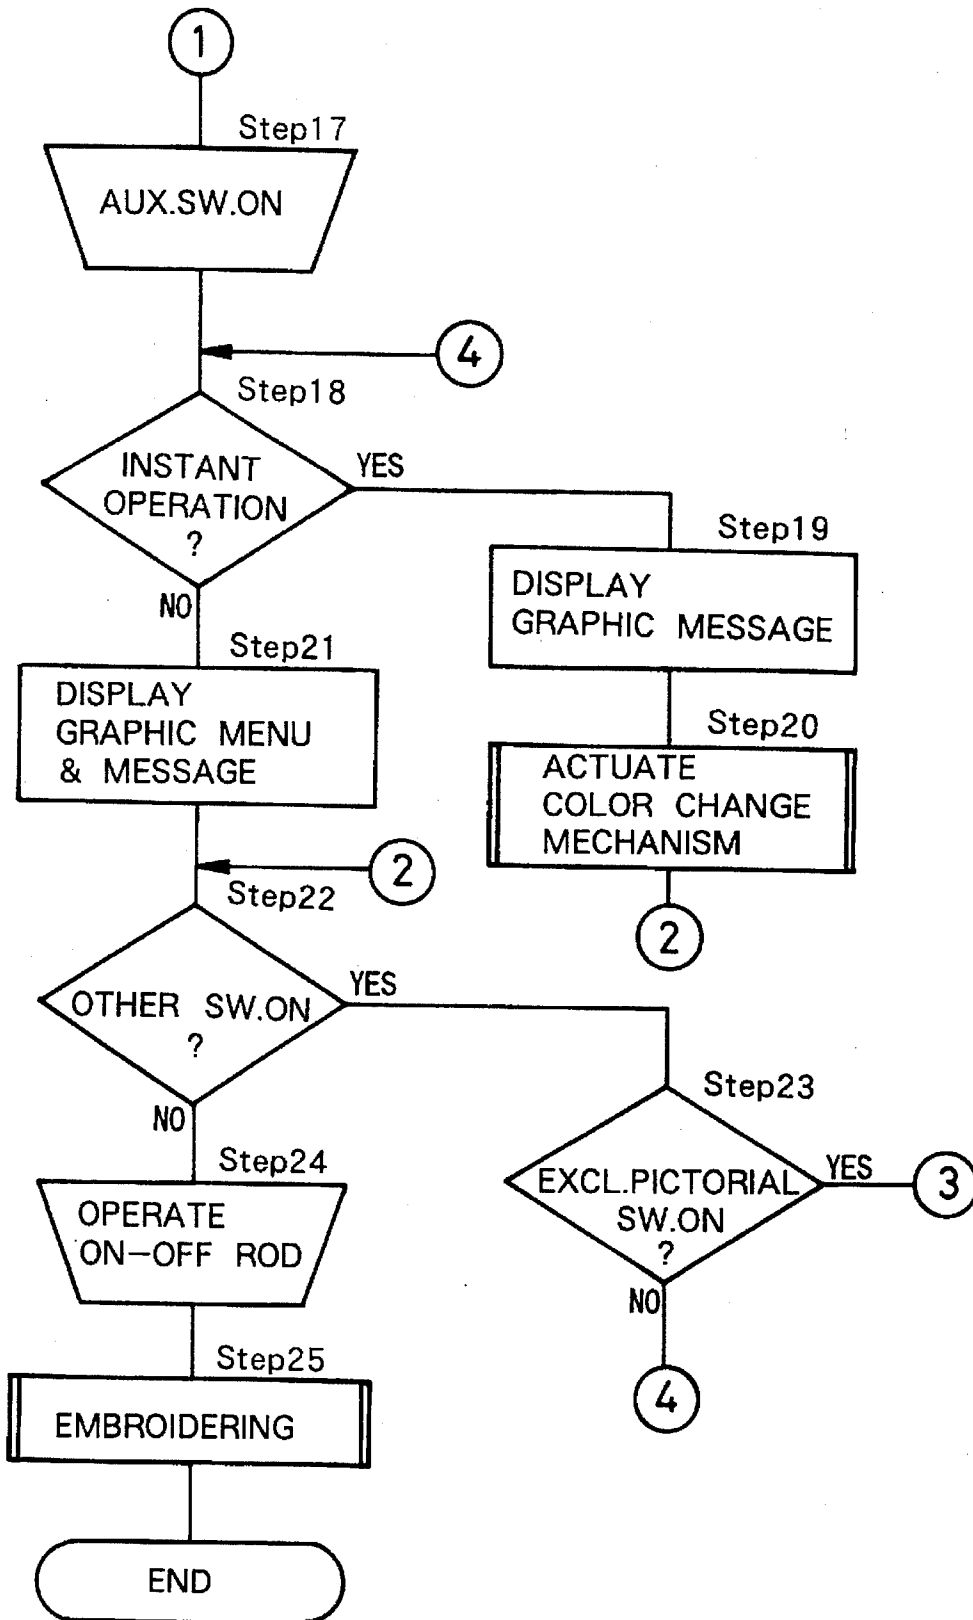 1
Step17
AUX.SW.ON
4
Step18
INSTANT
OPERATION
?
YES
NO
Step19
DISPLAY
GRAPHIC MESSAGE
Step20
ACTUATE
COLOR CHANGE
MECHANISM
2
Step21
DISPLAY
GRAPHIC MENU
& MESSAGE
2
Step22
OTHER SW.ON
?
YES
NO
Step23
EXCL.PICTORIAL
SW.ON
?
YES
3
NO
4
Step24
OPERATE
ON-OFF ROD
Step25
EMBROIDERING
END